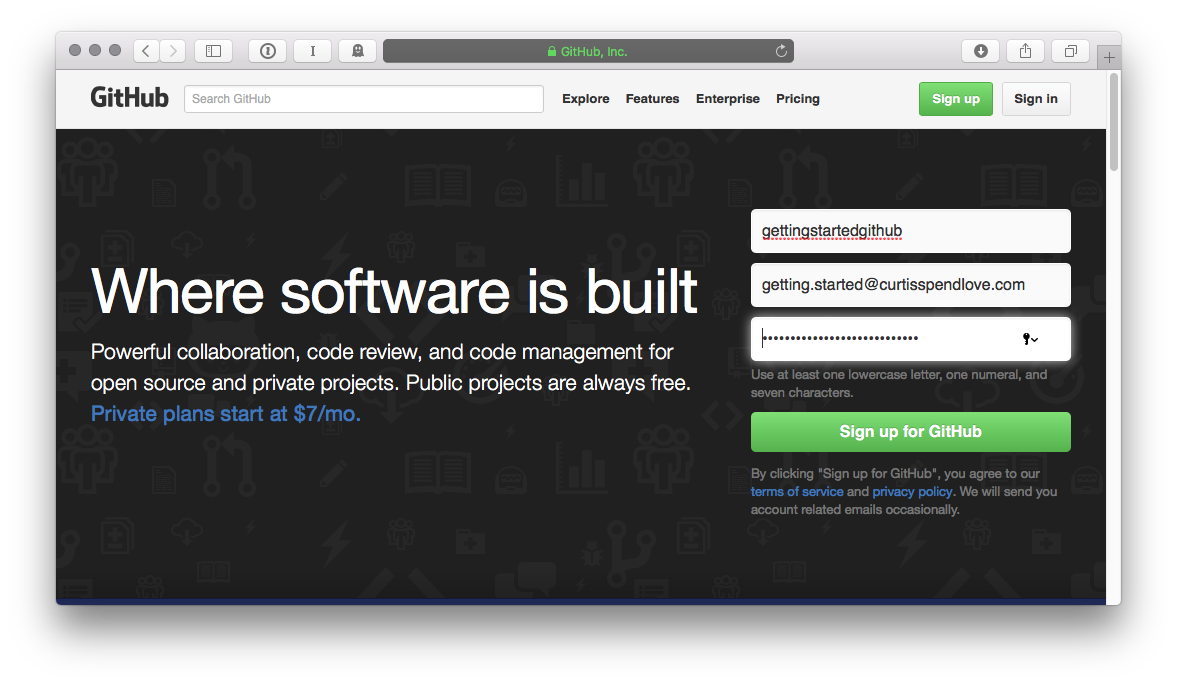 GitHub, Inc.
GitHub
Search GitHub
Explore Features Enterprise Pricing
Sign up
Sign in
gettingstartedgithub
getting.started@curtisspendlove.com
Where software is built
Powerful collaboration, code review, and code management for
open source and private projects. Public projects are always free.
Private plans start at $7/mo.
Use at least one lowercase letter, one numeral, and
seven characters.
Sign up for GitHub
By clicking "Sign up for GitHub", you agree to our
terms of service and privacy policy. We will send you
account related emails occasionally.